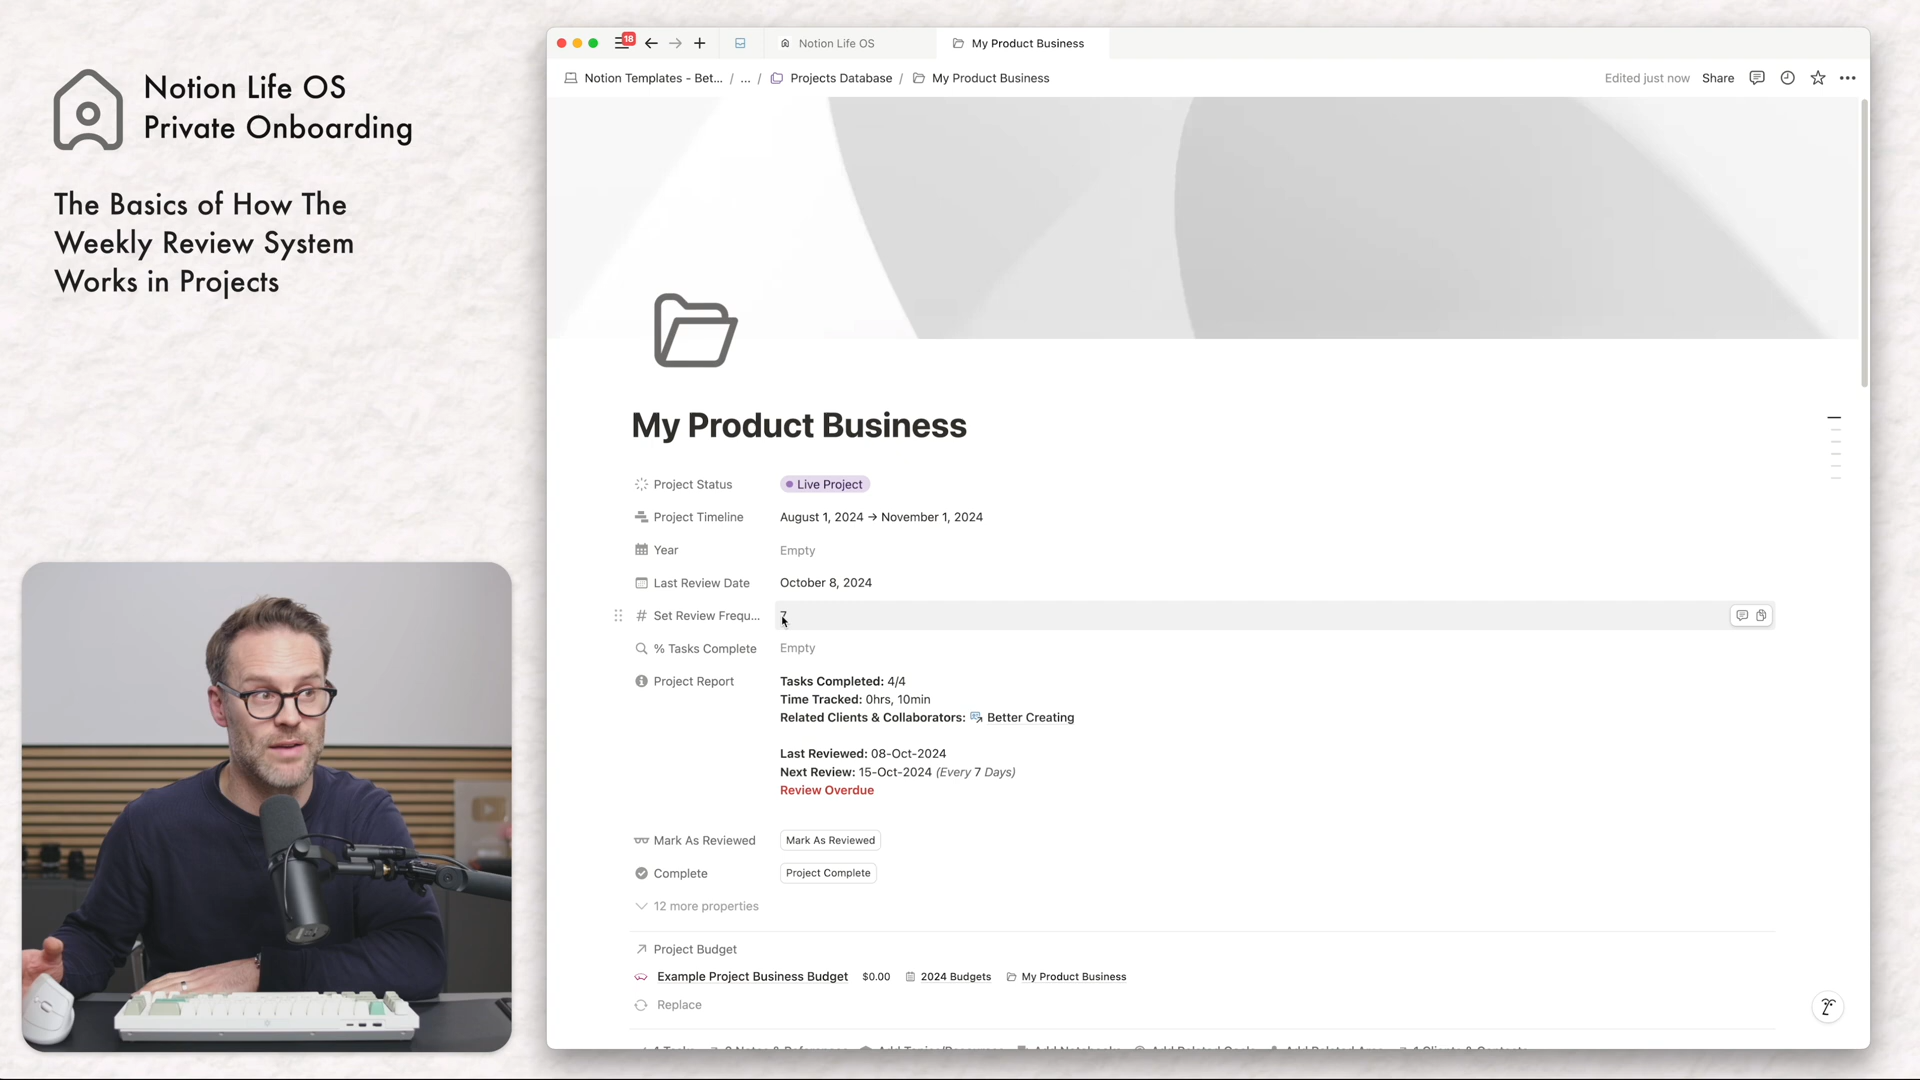 Notion Life OS
Private Onboarding
The Basics of How The
Weekly Review System
Works in Projects
18
Notion Life OS
My Product Business
Notion Templates - Bet... / ... / Projects Database / My Product Business
Edited just now Share
My Product Business
Project Status Live Project
Project Timeline August 1, 2024 → November 1, 2024
Year Empty
Last Review Date October 8, 2024
# Set Review Frequ... 7
% Tasks Complete Empty
Project Report Tasks Completed: 4/4
Time Tracked: 0hrs, 10min
Related Clients & Collaborators: Better Creating
Last Reviewed: 08-Oct-2024
Next Review: 15-Oct-2024 (Every 7 Days)
Review Overdue
Mark As Reviewed Mark As Reviewed
Complete Project Complete
12 more properties
Project Budget
Example Project Business Budget $0.00 2024 Budgets My Product Business
Replace